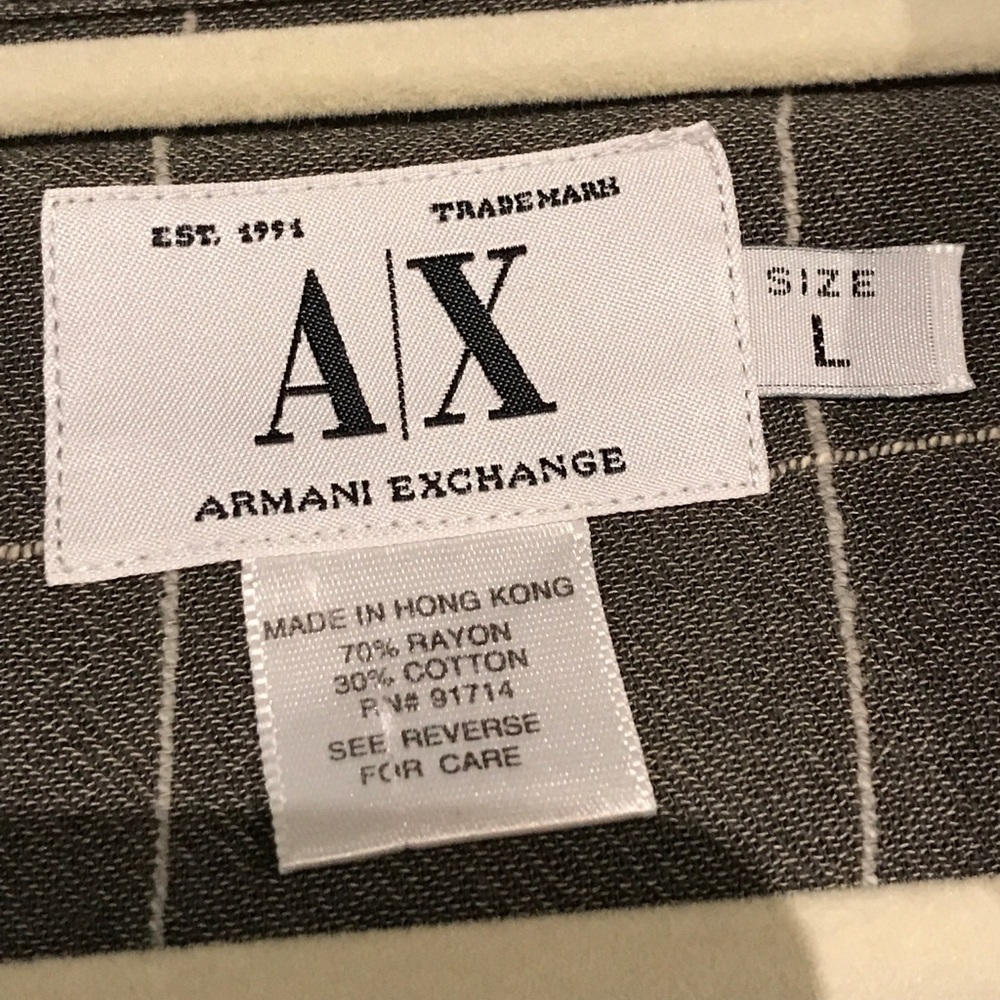 EST. 1991 TRADEMARK
A|X
ARMANI EXCHANGE
SIZE
L
MADE IN HONG KONG
70% RAYON
30% COTTON
RN# 91714
SEE REVERSE
FOR CARE